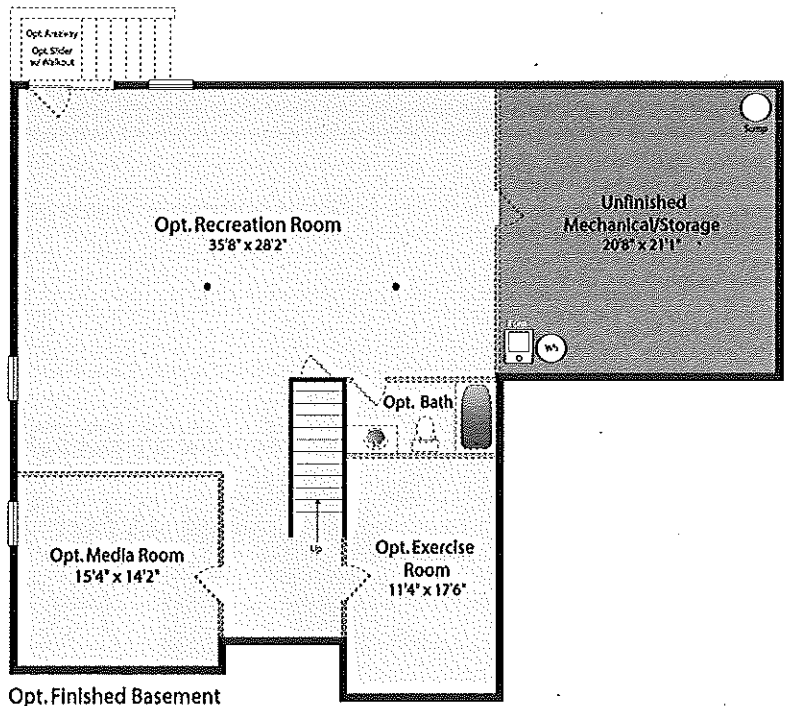 Opt. Areaway
Opt. Slider
w/ Walkout
Sump
Opt. Recreation Room
35'8" x 28'2"
Unfinished
Mechanical/Storage
20'8" x 21'1"
Opt. Bath
Up
Opt. Media Room
15'4" x 14'2"
Opt. Exercise
Room
11'4" x 17'6"
Opt. Finished Basement